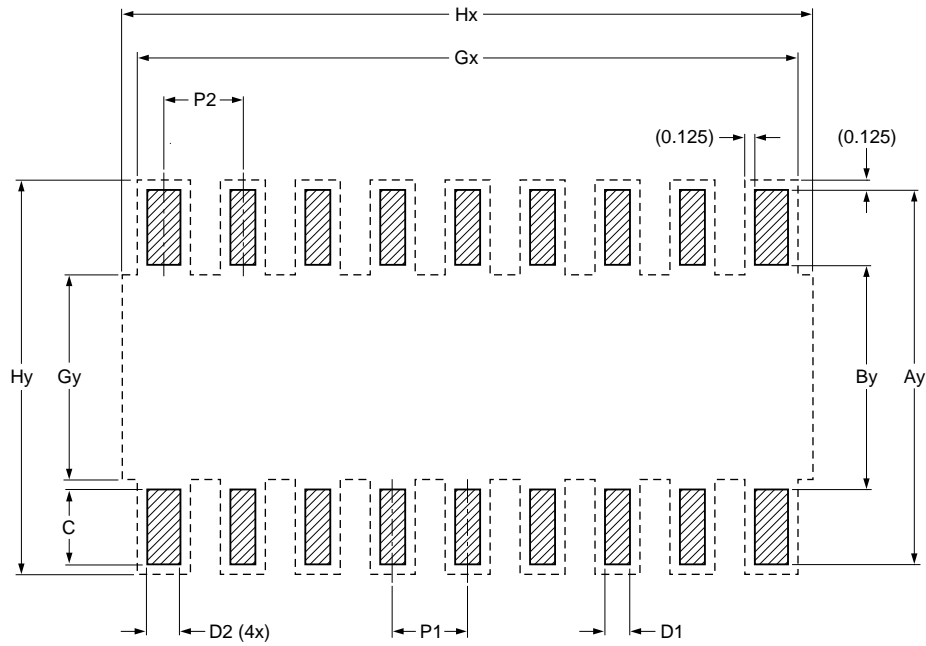 Hx
Gx
P2
(0.125)
(0.125)
Hy
Gy
By
Ay
C
D2 (4x)
P1
D1